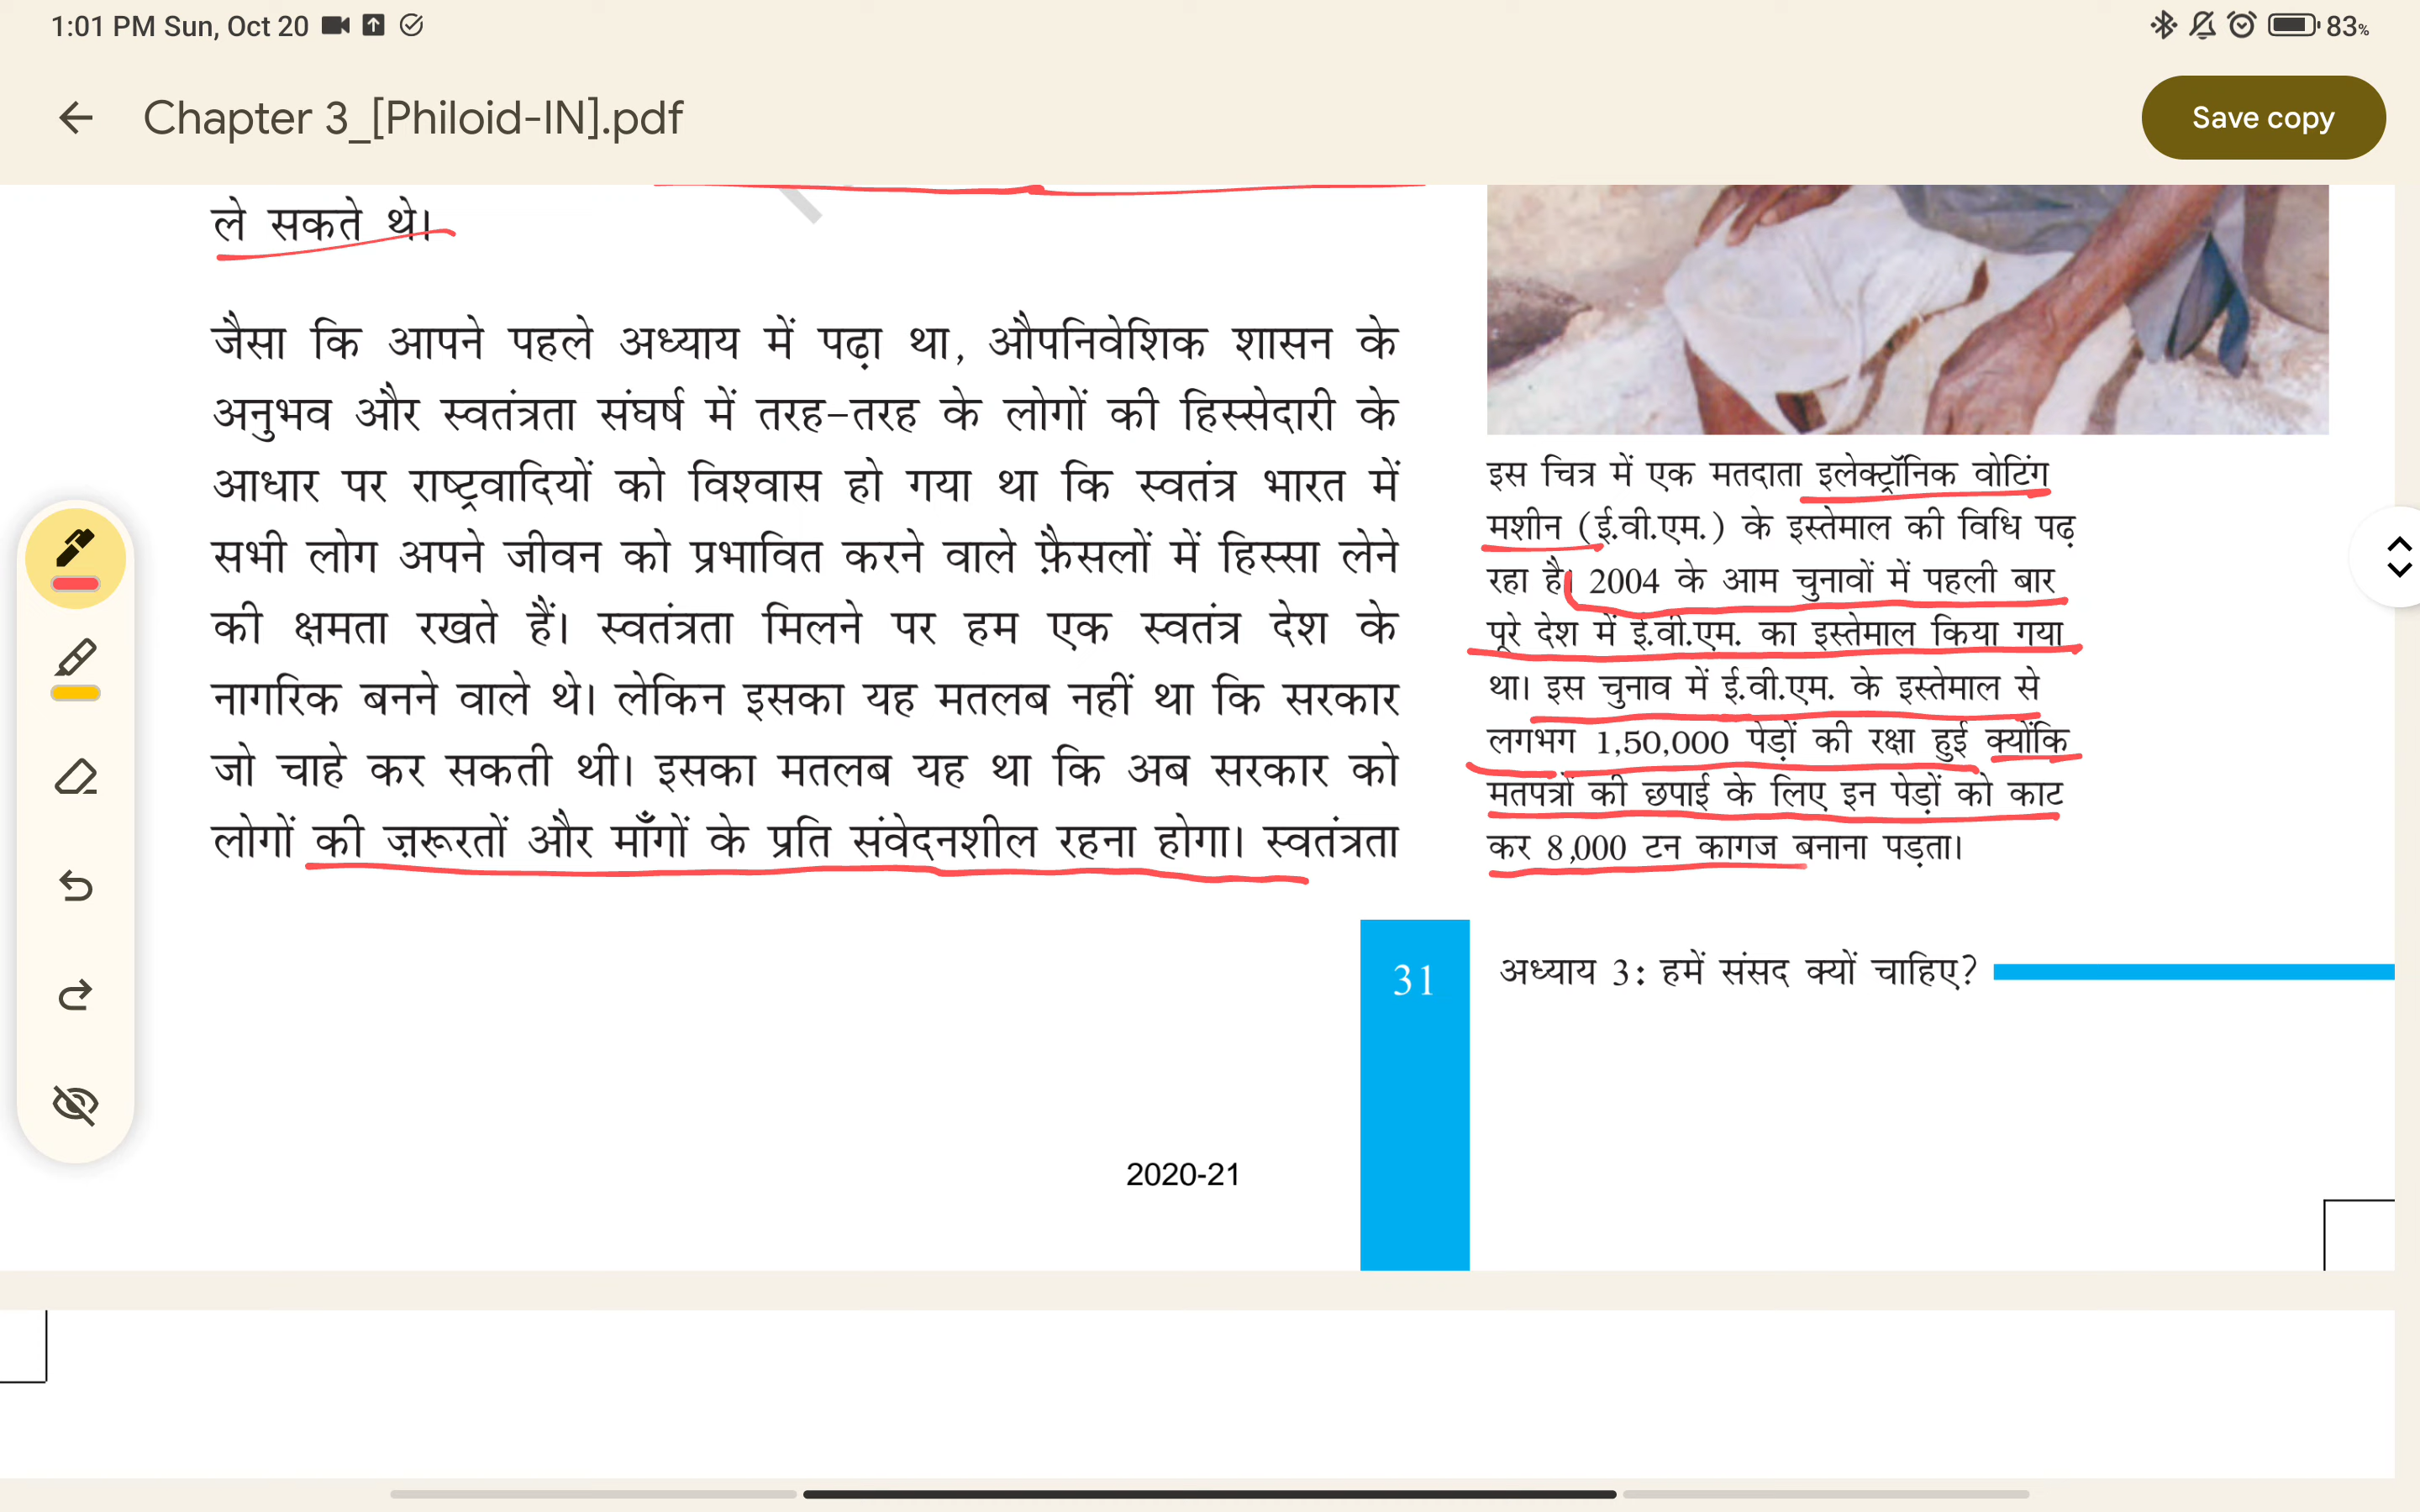 1:01 PM Sun, Oct 20
83%
Chapter 3_[Philoid-IN].pdf
Save copy
ले सकते थे।
जैसा कि आपने पहले अध्याय में पढ़ा था, औपनिवेशिक शासन के
अनुभव और स्वतंत्रता संघर्ष में तरह-तरह के लोगों की हिस्सेदारी के
आधार पर राष्ट्रवादियों को विश्वास हो गया था कि स्वतंत्र भारत में
सभी लोग अपने जीवन को प्रभावित करने वाले फ़ैसलों में हिस्सा लेने
की क्षमता रखते हैं। स्वतंत्रता मिलने पर हम एक स्वतंत्र देश के
नागरिक बनने वाले थे। लेकिन इसका यह मतलब नहीं था कि सरकार
जो चाहे कर सकती थी। इसका मतलब यह था कि अब सरकार को
लोगों की ज़रूरतों और माँगों के प्रति संवेदनशील रहना होगा। स्वतंत्रता
इस चित्र में एक मतदाता इलेक्ट्रॉनिक वोटिंग
मशीन (ई.वी.एम.) के इस्तेमाल की विधि पढ़
रहा है। 2004 के आम चुनावों में पहली बार
पूरे देश में ई.वी.एम. का इस्तेमाल किया गया
था। इस चुनाव में ई.वी.एम. के इस्तेमाल से
लगभग 1,50,000 पेड़ों की रक्षा हुई क्योंकि
मतपत्रों की छपाई के लिए इन पेड़ों को काट
कर 8,000 टन कागज बनाना पड़ता।
31
अध्याय 3: हमें संसद क्यों चाहिए?
2020-21